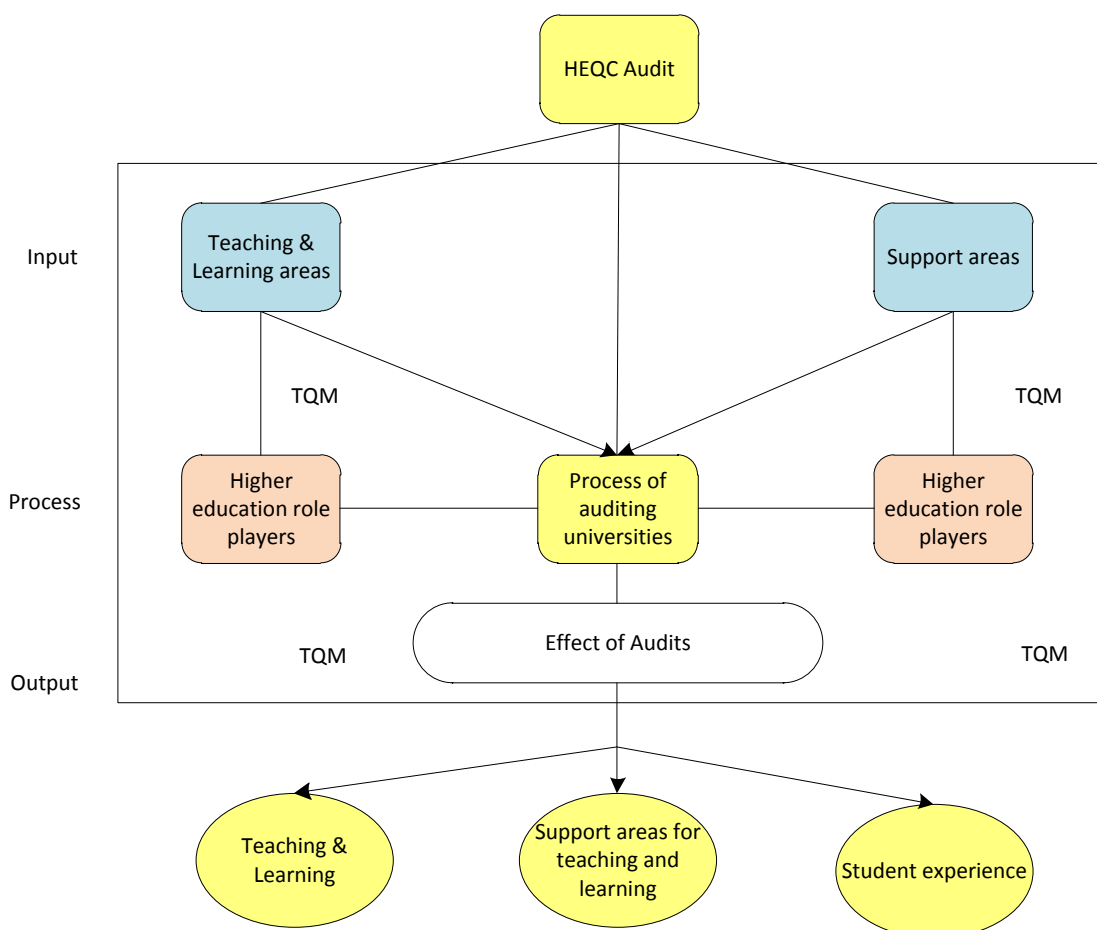 HEQC Audit
Input
Teaching &
Learning areas
Support areas
TQM
TQM
Process
Higher
education role
players
Process of
auditing
universities
Higher
education role
players
Effect of Audits
TQM
TQM
Output
Teaching &
Learning
Support areas for
teaching and
learning
Student experience